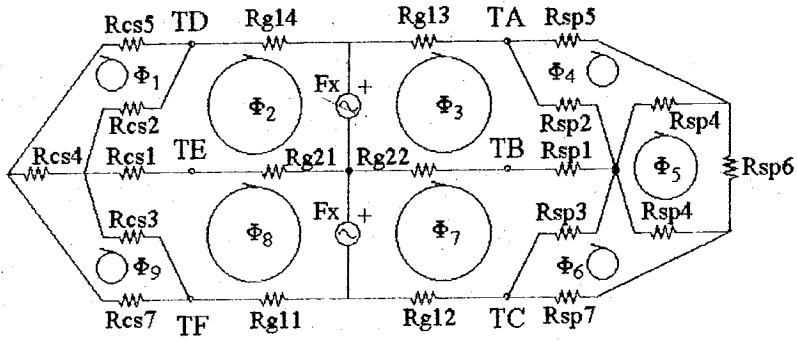 Rcs5 TD Rg14 Rg13 TA Rsp5
Φ1 Φ2 Fx + Φ3 Φ4
Rcs2 Rsp2 Rsp4
Rcs4 Rcs1 TE Rg21 Rg22 TB Rsp1 Φ5 Rsp6
Rcs3 Fx + Rsp3 Rsp4
Φ9 Φ8 Φ7 Φ6
Rcs7 TF Rg11 Rg12 TC Rsp7